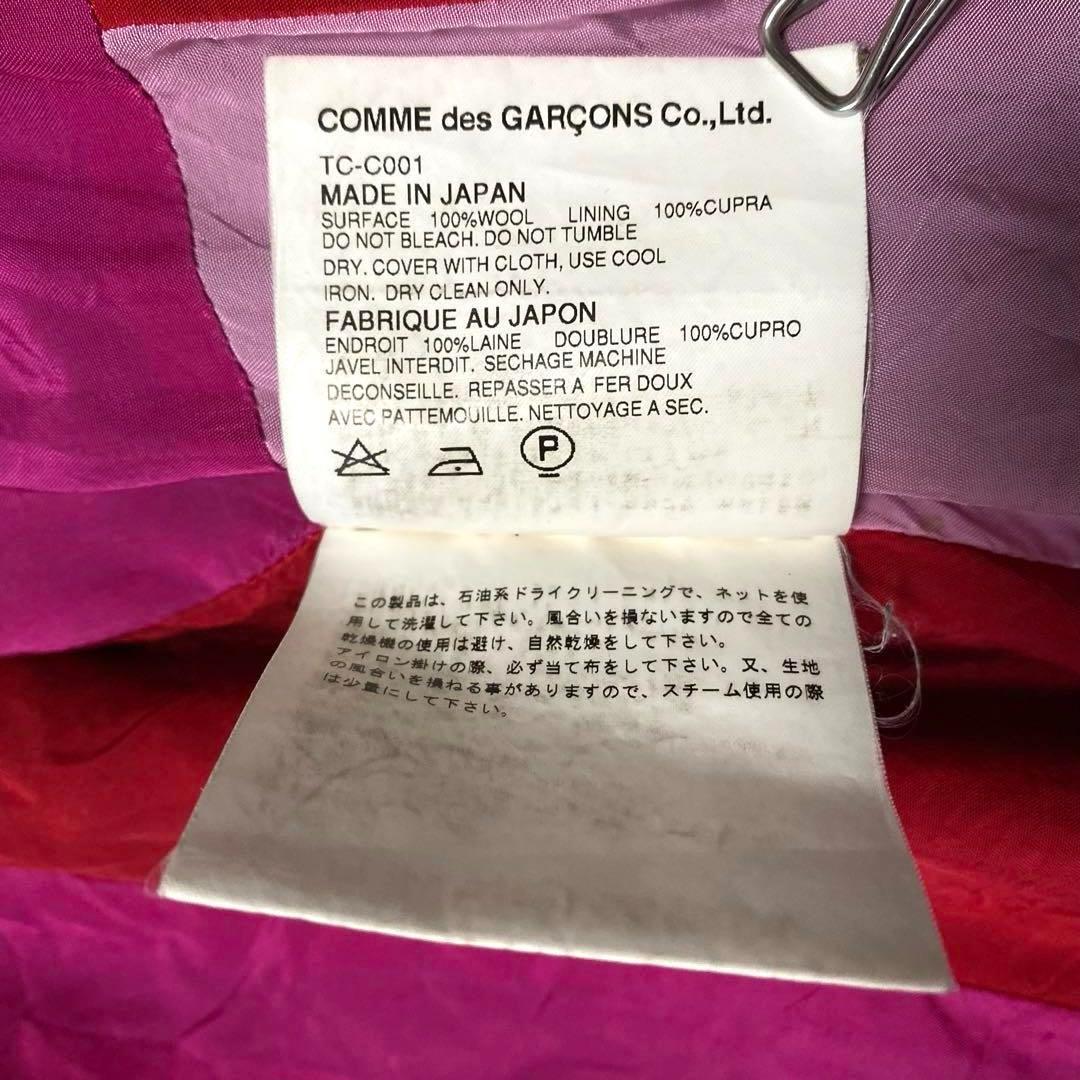 COMME des GARÇONS Co.,Ltd.
TC-C001
MADE IN JAPAN
SURFACE 100%WOOL LINING 100%CUPRA
DO NOT BLEACH. DO NOT TUMBLE
DRY. COVER WITH CLOTH, USE COOL
IRON. DRY CLEAN ONLY.
FABRIQUE AU JAPON
ENDROIT 100%LAINE DOUBLURE 100%CUPRO
JAVEL INTERDIT. SECHAGE MACHINE
DECONSEILLE. REPASSER A FER DOUX
AVEC PATTEMOUILLE. NETTOYAGE A SEC.
P
この製品は、石油系ドライクリーニングで、ネットを使
用して洗濯して下さい。風合いを損ないますので全ての
乾燥機の使用は避け、自然乾燥をして下さい。
アイロン掛けの際、必ず当て布をして下さい。又、生地
の風合いを損ねる事がありますので、スチーム使用の際
は少量にして下さい。